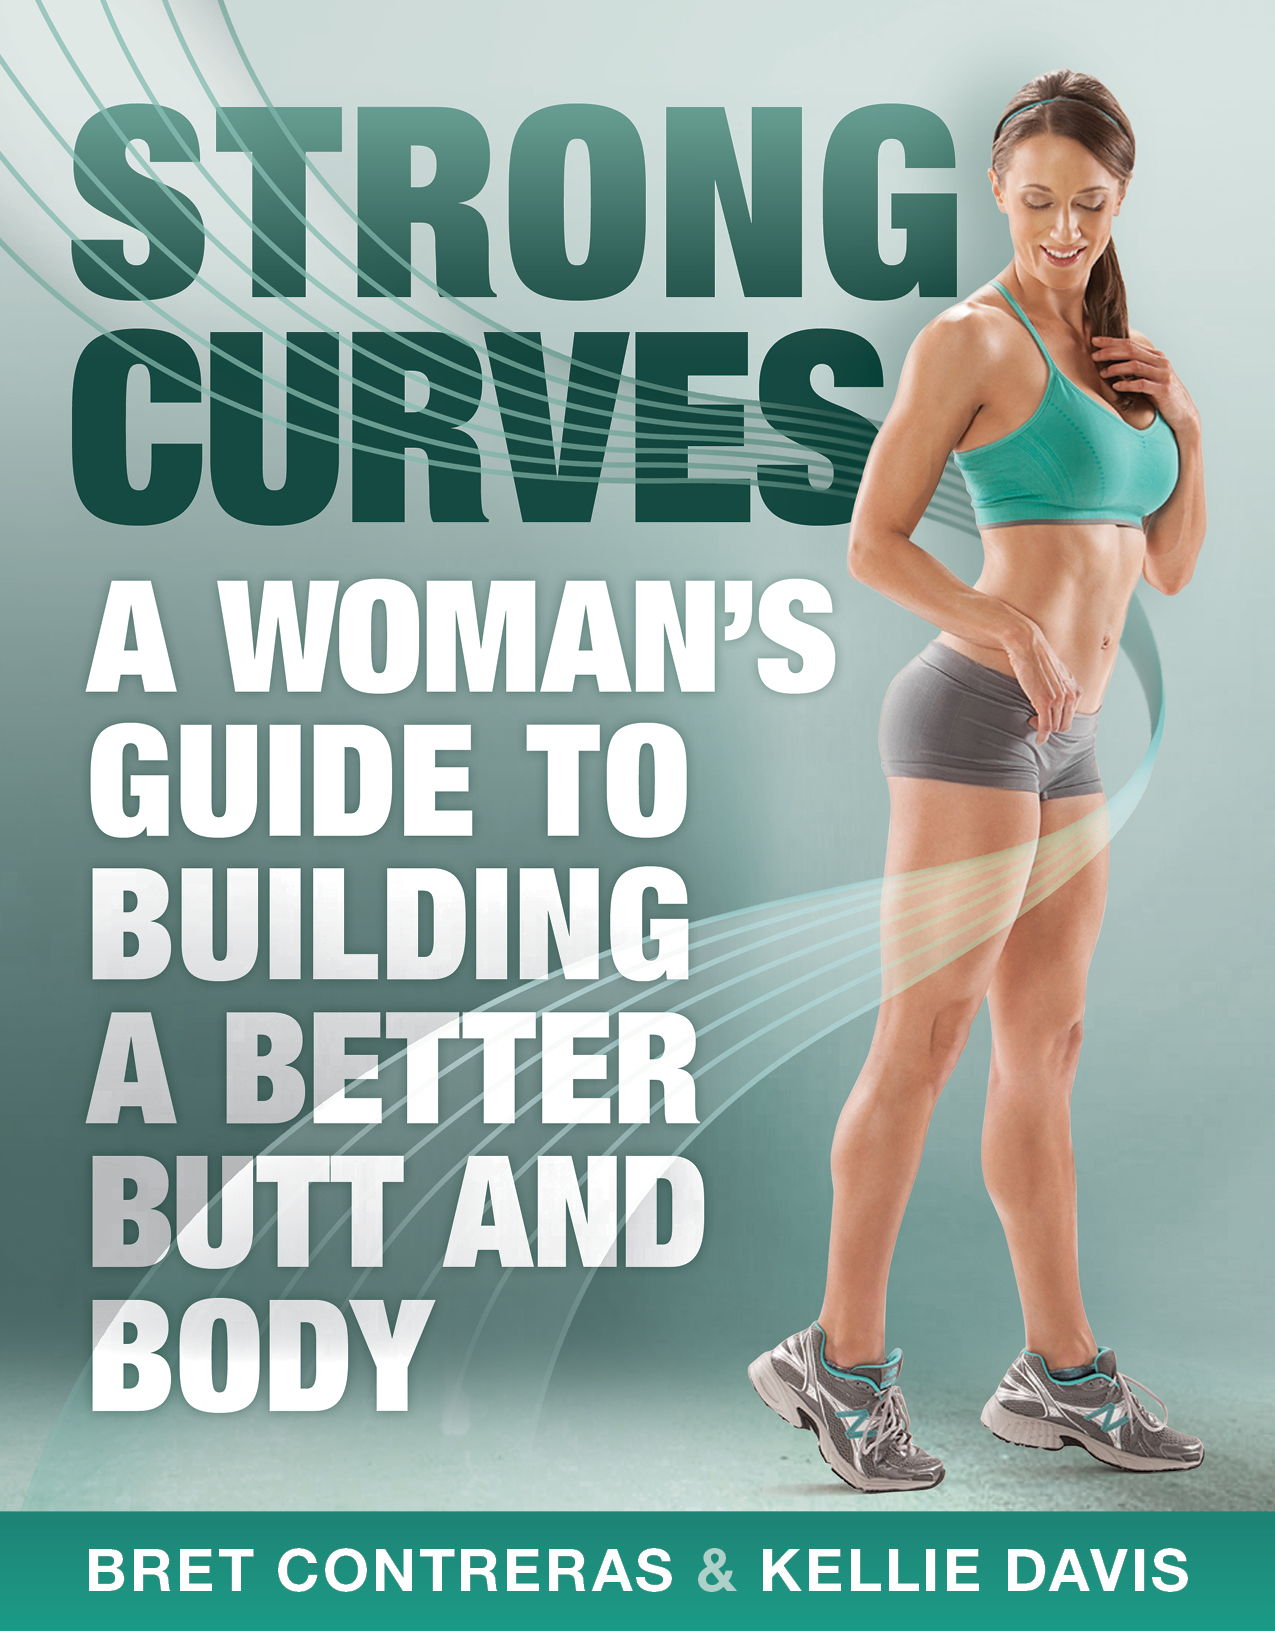 STRONG
CURVES
A WOMAN’S
GUIDE TO
BUILDING
A BETTER
BUTT AND
BODY
BRET CONTRERAS & KELLIE DAVIS